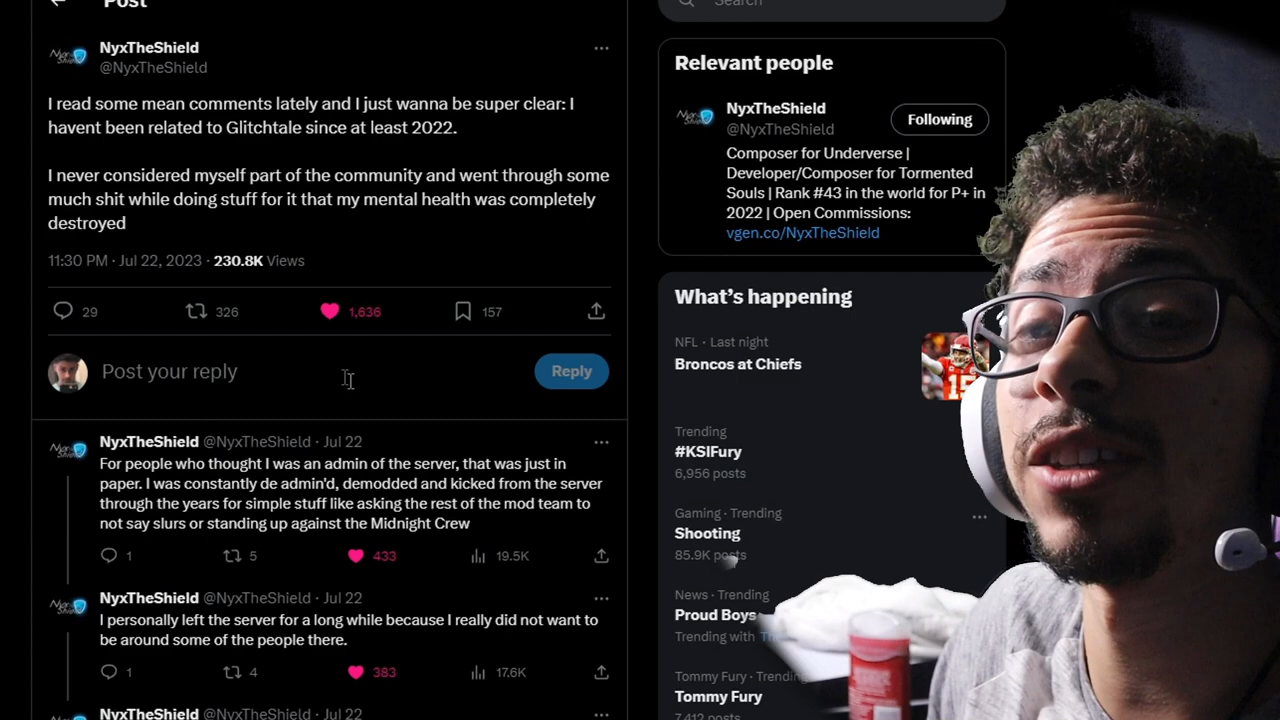 Post
Search
NyxTheShield
@NyxTheShield
I read some mean comments lately and I just wanna be super clear: I
havent been related to Glitchtale since at least 2022.
I never considered myself part of the community and went through some
much shit while doing stuff for it that my mental health was completely
destroyed
11:30 PM · Jul 22, 2023 · 230.8K Views
29
326
1,636
157
Post your reply
Reply
NyxTheShield @NyxTheShield · Jul 22
For people who thought I was an admin of the server, that was just in
paper. I was constantly de admin'd, demodded and kicked from the server
through the years for simple stuff like asking the rest of the mod team to
not say slurs or standing up against the Midnight Crew
1
5
433
19.5K
NyxTheShield @NyxTheShield · Jul 22
I personally left the server for a long while because I really did not want to
be around some of the people there.
1
4
383
17.6K
NyxTheShield @NyxTheShield · Jul 22
Relevant people
NyxTheShield
@NyxTheShield
Following
Composer for Underverse |
Developer/Composer for Tormented
Souls | Rank #43 in the world for P+ in
2022 | Open Commissions:
vgen.co/NyxTheShield
What's happening
NFL · Last night
Broncos at Chiefs
Trending
#KSIFury
6,956 posts
Gaming · Trending
Shooting
85.9K posts
News · Trending
Proud Boys
Trending with
Tommy Fury · Trending
Tommy Fury
7,412 posts